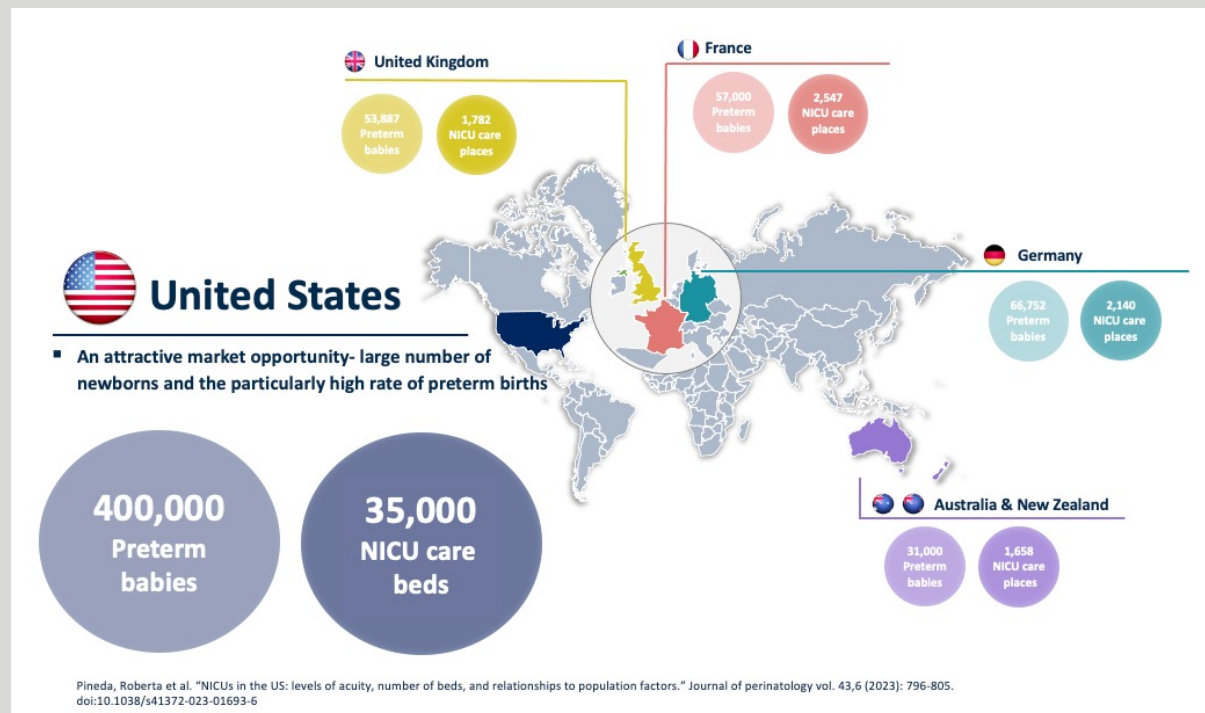 United Kingdom
53,887
Preterm
babies
1,782
NICU care
places
France
57,000
Preterm
babies
2,547
NICU care
places
Germany
66,752
Preterm
babies
2,140
NICU care
places
United States
▪ An attractive market opportunity- large number of
newborns and the particularly high rate of preterm births
400,000
Preterm
babies
35,000
NICU care
beds
Australia & New Zealand
31,000
Preterm
babies
1,658
NICU care
places
Pineda, Roberta et al. “NICUs in the US: levels of acuity, number of beds, and relationships to population factors.” Journal of perinatology vol. 43,6 (2023): 796-805.
doi:10.1038/s41372-023-01693-6